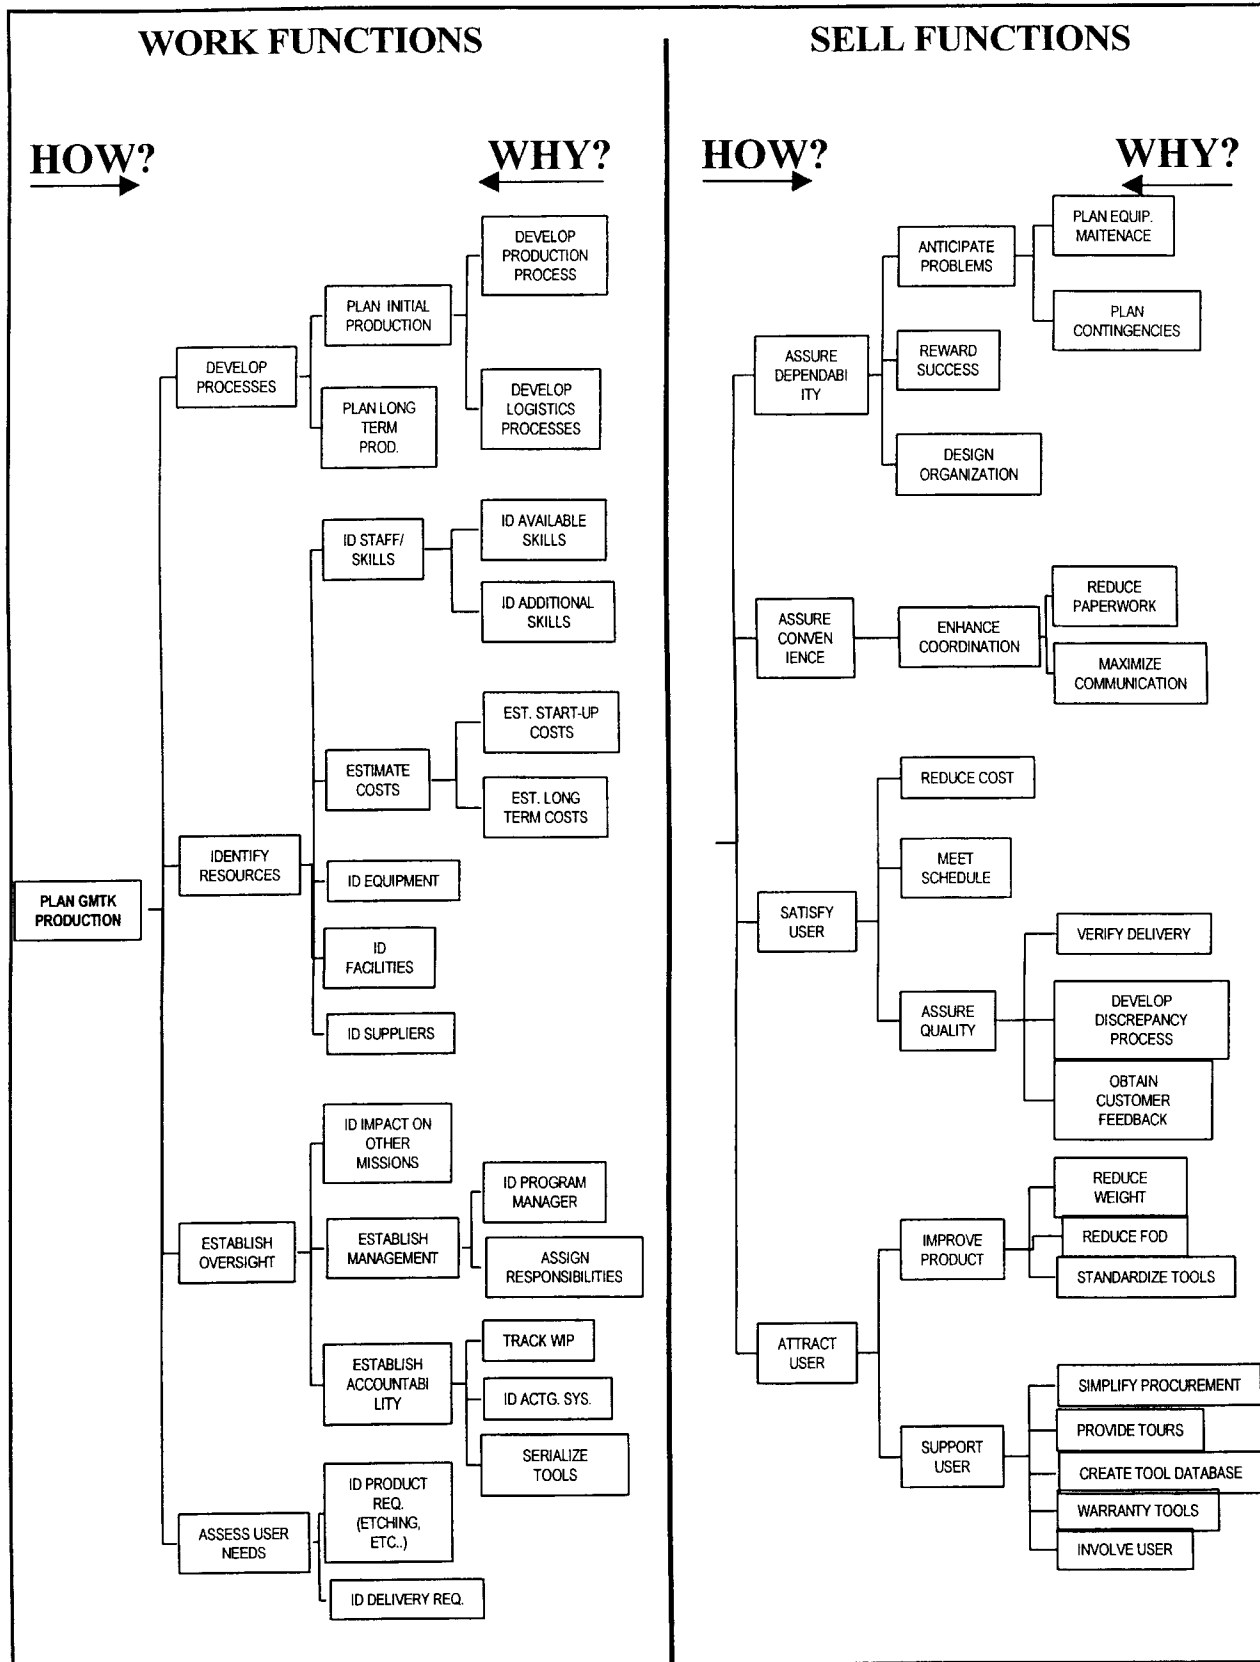 WORK FUNCTIONS
HOW?
WHY?
DEVELOP
PRODUCTION
PROCESS
PLAN INITIAL
PRODUCTION
DEVELOP
PROCESSES
PLAN LONG
TERM
PROD.
DEVELOP
LOGISTICS
PROCESSES
ID STAFF/
SKILLS
ID AVAILABLE
SKILLS
ID ADDITIONAL
SKILLS
EST. START-UP
COSTS
ESTIMATE
COSTS
EST. LONG
TERM COSTS
IDENTIFY
RESOURCES
ID EQUIPMENT
PLAN GMTK
PRODUCTION
ID
FACILITIES
ID SUPPLIERS
ID IMPACT ON
OTHER
MISSIONS
ID PROGRAM
MANAGER
ESTABLISH
OVERSIGHT
ESTABLISH
MANAGEMENT
ASSIGN
RESPONSIBILITIES
TRACK WIP
ESTABLISH
ACCOUNTABI
LITY
ID ACTG. SYS.
SERIALIZE
TOOLS
ID PRODUCT
REQ.
(ETCHING,
ETC..)
ASSESS USER
NEEDS
ID DELIVERY REQ.
SELL FUNCTIONS
HOW?
WHY?
PLAN EQUIP.
MAITENACE
ANTICIPATE
PROBLEMS
PLAN
CONTINGENCIES
ASSURE
DEPENDABI
ITY
REWARD
SUCCESS
DESIGN
ORGANIZATION
REDUCE
PAPERWORK
ASSURE
CONVEN
IENCE
ENHANCE
COORDINATION
MAXIMIZE
COMMUNICATION
REDUCE COST
MEET
SCHEDULE
SATISFY
USER
VERIFY DELIVERY
ASSURE
QUALITY
DEVELOP
DISCREPANCY
PROCESS
OBTAIN
CUSTOMER
FEEDBACK
REDUCE
WEIGHT
IMPROVE
PRODUCT
REDUCE FOD
STANDARDIZE TOOLS
ATTRACT
USER
SIMPLIFY PROCUREMENT
PROVIDE TOURS
SUPPORT
USER
CREATE TOOL DATABASE
WARRANTY TOOLS
INVOLVE USER